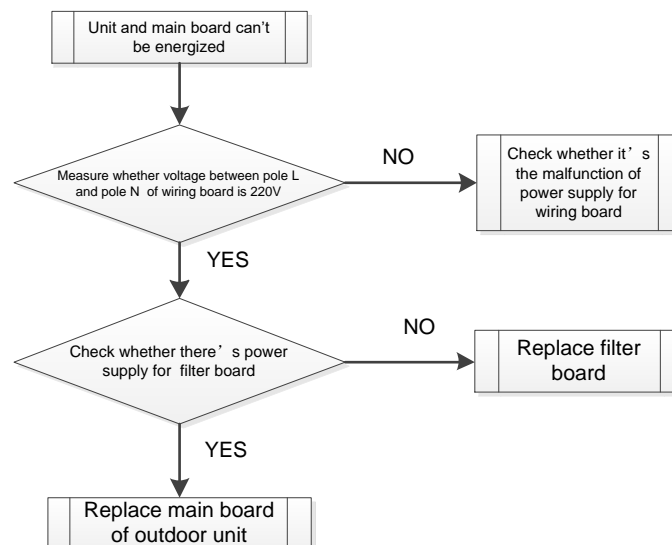 Unit and main board can't
be energized
Measure whether voltage between pole L
and pole N of wiring board is 220V
NO
Check whether it's
the malfunction of
power supply for
wiring board
YES
Check whether there's power
supply for filter board
NO
Replace filter
board
YES
Replace main board
of outdoor unit